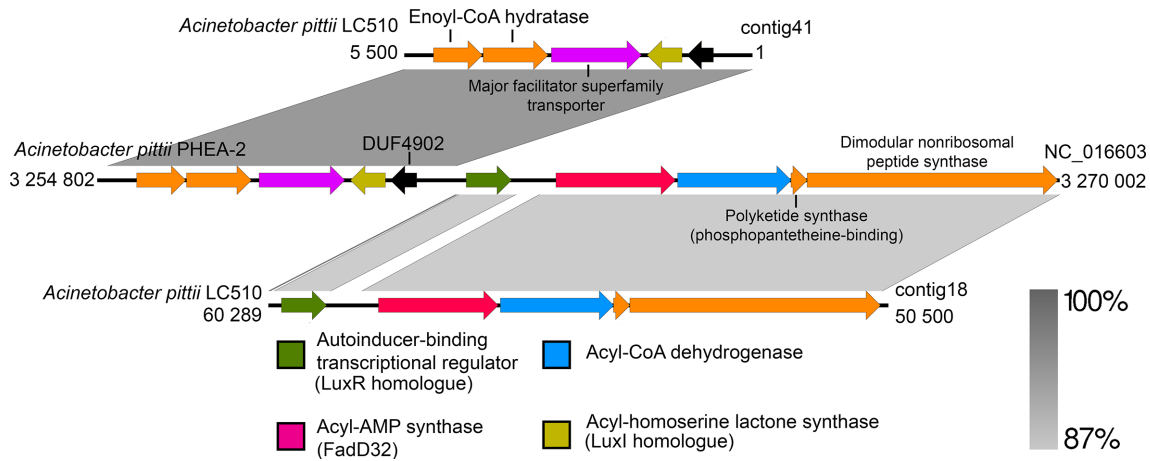 Enoyl-CoA hydratase
Acinetobacter pittii LC510
contig41
5 500
1
Major facilitator superfamily
transporter
Acinetobacter pittii PHEA-2
DUF4902
Dimodular nonribosomal
peptide synthase
NC_016603
3 254 802
3 270 002
Polyketide synthase
(phosphopantetheine-binding)
Acinetobacter pittii LC510
contig18
60 289
50 500
Autoinducer-binding
transcriptional regulator
(LuxR homologue)
Acyl-CoA dehydrogenase
Acyl-AMP synthase
(FadD32)
Acyl-homoserine lactone synthase
(LuxI homologue)
100%
87%